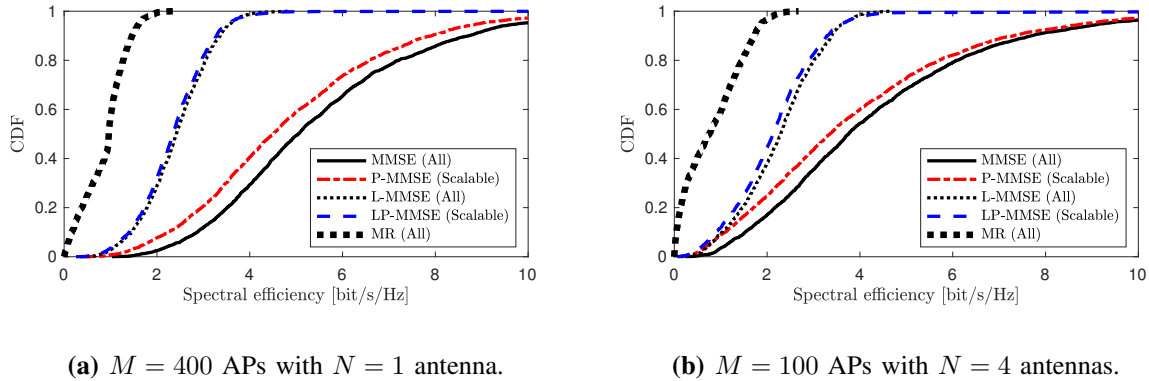 1
0.8
0.6
0.4
0.2
0
CDF
MMSE (All)
P-MMSE (Scalable)
L-MMSE (All)
LP-MMSE (Scalable)
MR (All)
0 2 4 6 8 10
Spectral efficiency [bit/s/Hz]
(a) M = 400 APs with N = 1 antenna.
1
0.8
0.6
0.4
0.2
0
CDF
MMSE (All)
P-MMSE (Scalable)
L-MMSE (All)
LP-MMSE (Scalable)
MR (All)
0 2 4 6 8 10
Spectral efficiency [bit/s/Hz]
(b) M = 100 APs with N = 4 antennas.